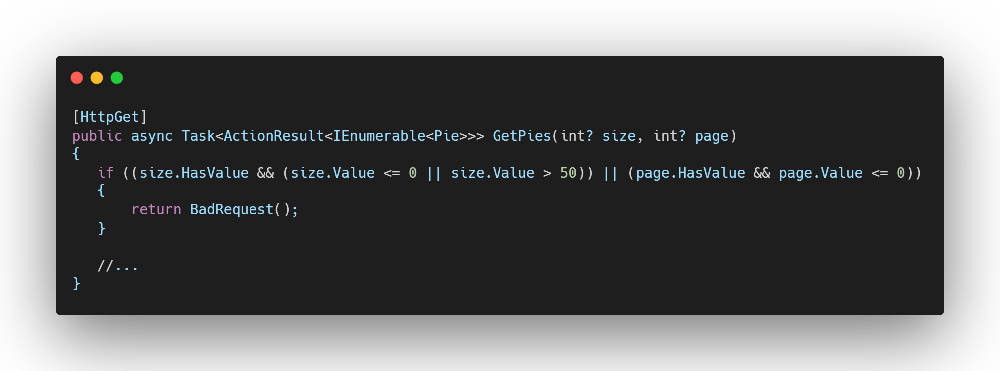 [HttpGet]
public async Task<ActionResult<IEnumerable<Pie>>> GetPies(int? size, int? page)
{
   if ((size.HasValue && (size.Value <= 0 || size.Value > 50)) || (page.HasValue && page.Value <= 0))
   {
       return BadRequest();
   }

   //...
}